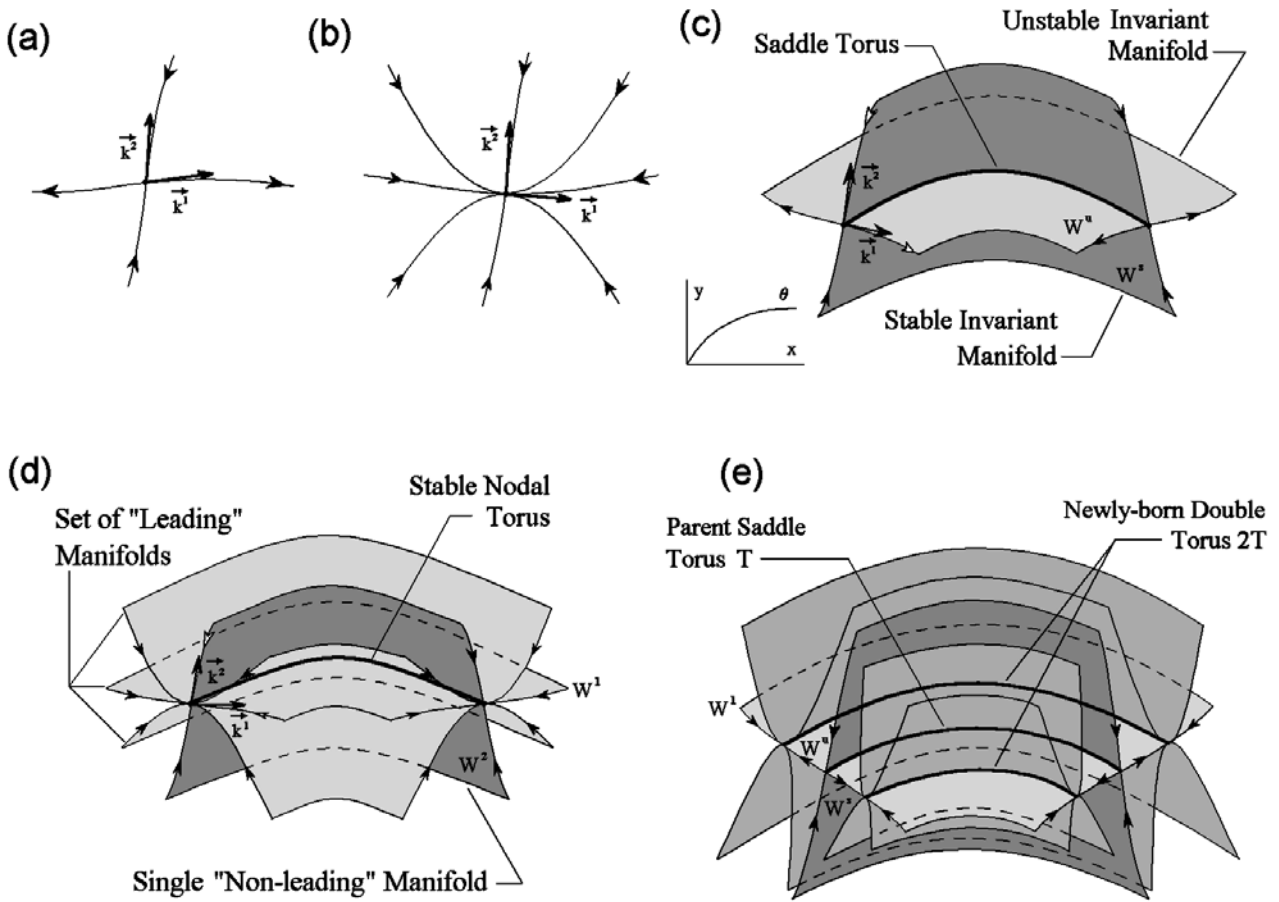 (a)
k²
k¹
(b)
k²
k¹
(c)
Saddle Torus
Unstable Invariant
Manifold
k²
k¹
Wᵘ
Wˢ
y
θ
x
Stable Invariant
Manifold
(d)
Set of "Leading"
Manifolds
Stable Nodal
Torus
k²
k¹
W¹
W²
Single "Non-leading" Manifold
(e)
Parent Saddle
Torus T
Newly-born Double
Torus 2T
W¹
Wᵘ
Wˢ